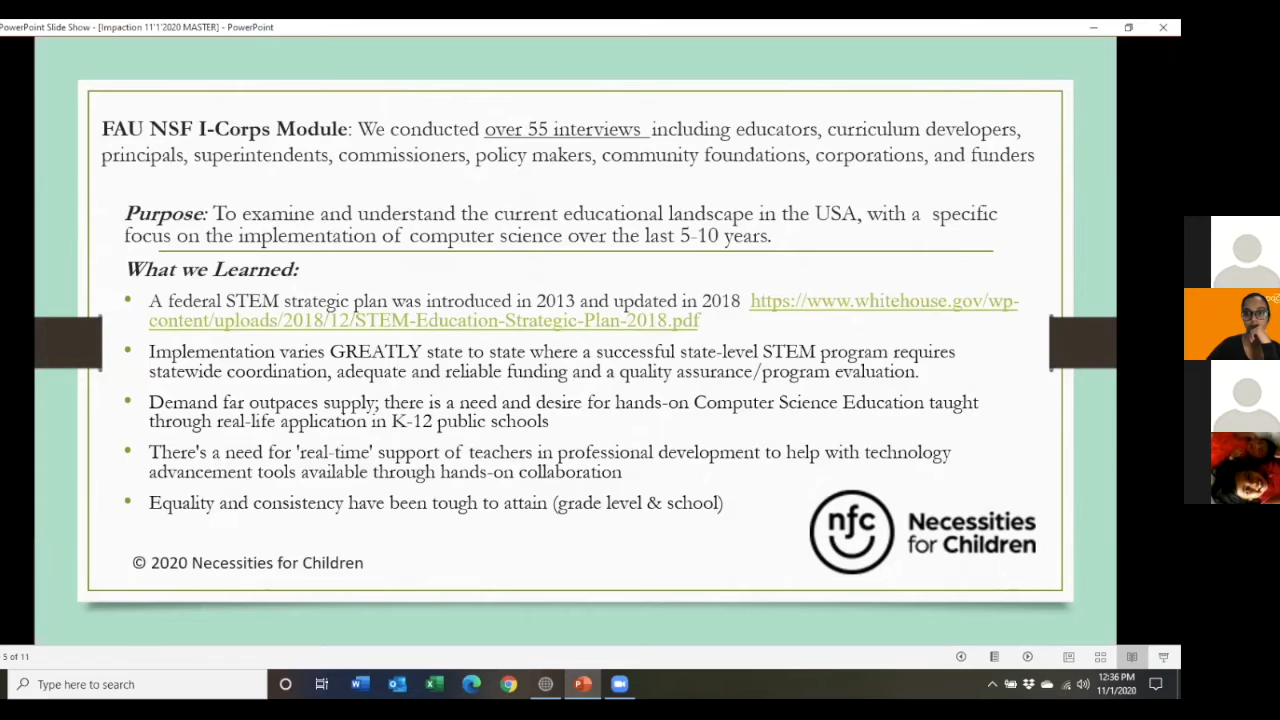 PowerPoint Slide Show - [Impaction 11'1'2020 MASTER] - PowerPoint
FAU NSF I-Corps Module: We conducted over 55 interviews including educators, curriculum developers,
principals, superintendents, commissioners, policy makers, community foundations, corporations, and funders
Purpose: To examine and understand the current educational landscape in the USA, with a specific
focus on the implementation of computer science over the last 5-10 years.
What we Learned:
• A federal STEM strategic plan was introduced in 2013 and updated in 2018 https://www.whitehouse.gov/wp-
content/uploads/2018/12/STEM-Education-Strategic-Plan-2018.pdf
• Implementation varies GREATLY state to state where a successful state-level STEM program requires
statewide coordination, adequate and reliable funding and a quality assurance/program evaluation.
• Demand far outpaces supply; there is a need and desire for hands-on Computer Science Education taught
through real-life application in K-12 public schools
• There's a need for 'real-time' support of teachers in professional development to help with technology
advancement tools available through hands-on collaboration
• Equality and consistency have been tough to attain (grade level & school)
nfc
Necessities
for Children
© 2020 Necessities for Children
5 of 11
Type here to search
12:36 PM
11/1/2020